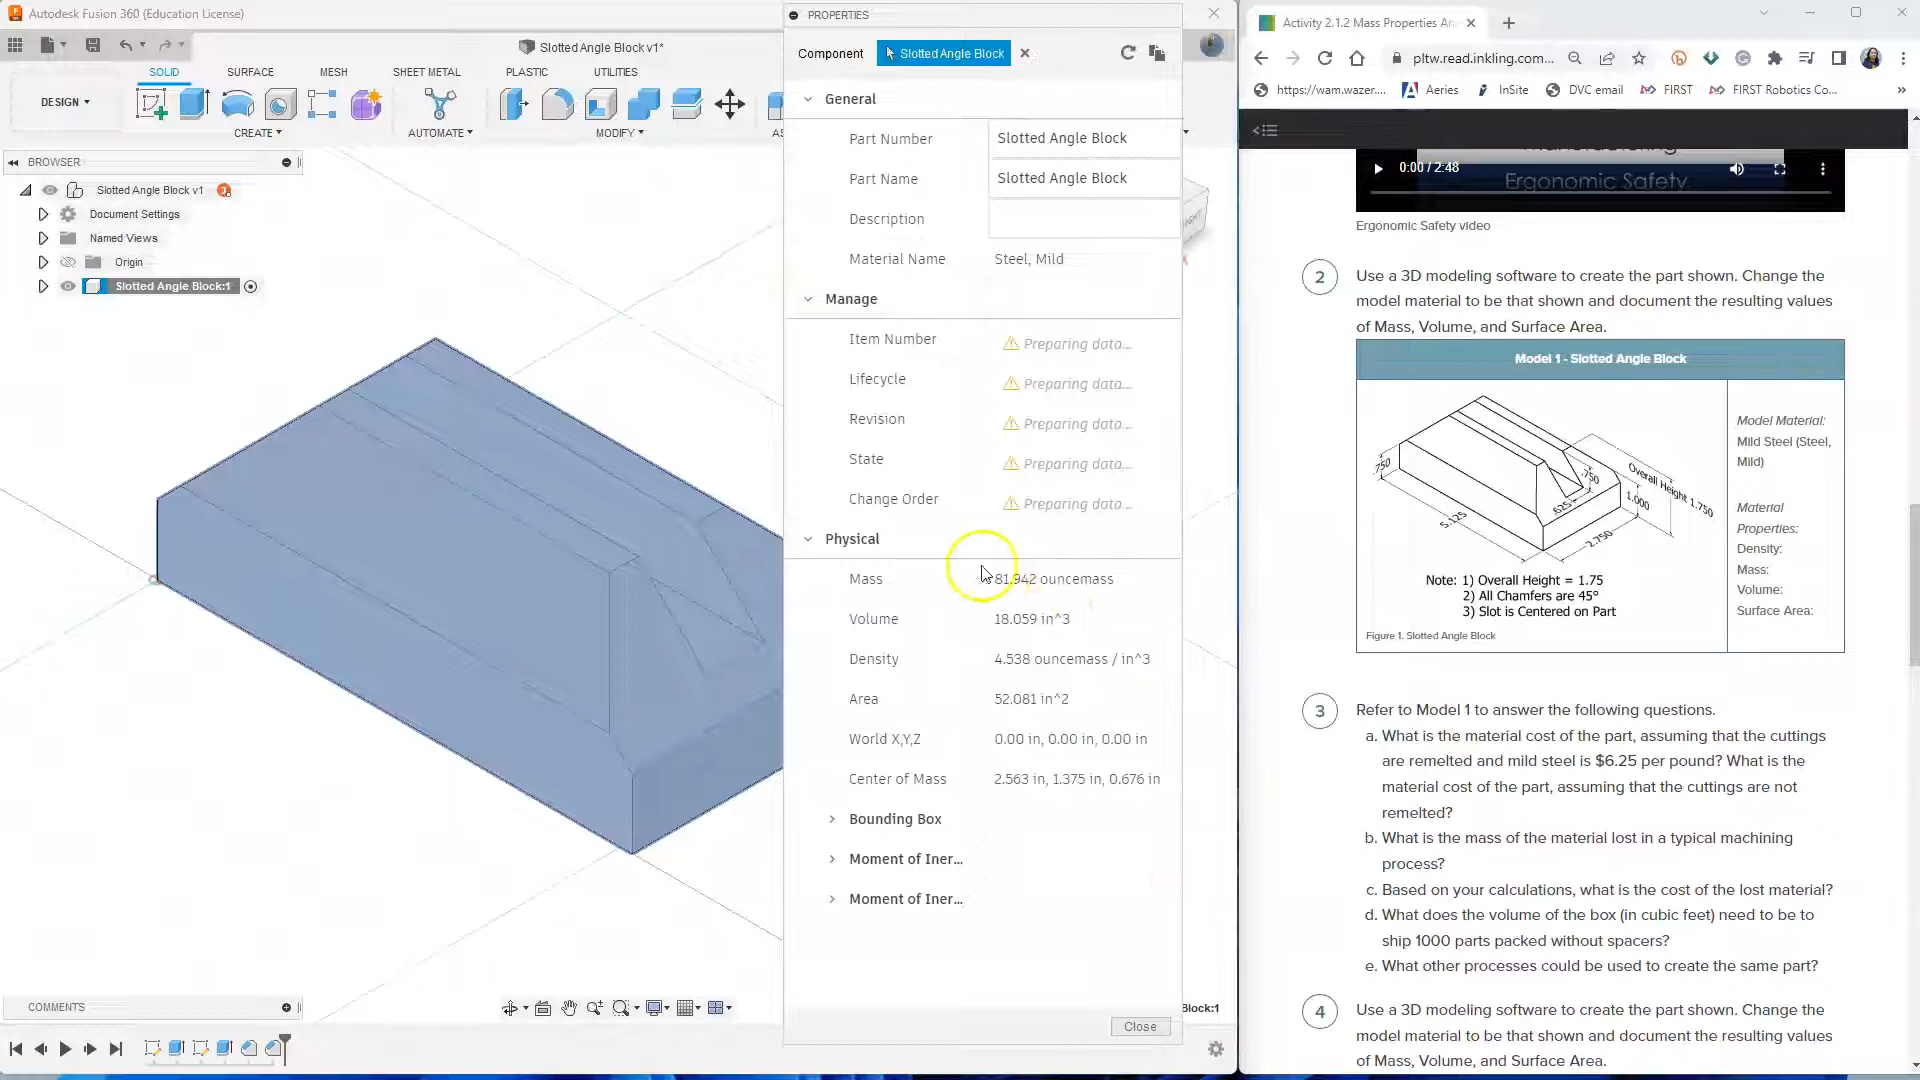 Autodesk Fusion 360 (Education License)
Slotted Angle Block v1*
DESIGN
SOLID
SURFACE
MESH
SHEET METAL
PLASTIC
UTILITIES
CREATE
AUTOMATE
MODIFY
BROWSER
Slotted Angle Block v1
Document Settings
Named Views
Origin
Slotted Angle Block:1
COMMENTS
PROPERTIES
Component
Slotted Angle Block
General
Part Number Slotted Angle Block
Part Name Slotted Angle Block
Description
Material Name Steel, Mild
Manage
Item Number Preparing data...
Lifecycle Preparing data...
Revision Preparing data...
State Preparing data...
Change Order Preparing data...
Physical
Mass 81.942 ouncemass
Volume 18.059 in^3
Density 4.538 ouncemass / in^3
Area 52.081 in^2
World X,Y,Z 0.00 in, 0.00 in, 0.00 in
Center of Mass 2.563 in, 1.375 in, 0.676 in
Bounding Box
Moment of Iner...
Moment of Iner...
Close
Block:1
Activity 2.1.2 Mass Properties An
pltw.read.inkling.com...
https://wam.wazer....
Aeries
InSite
DVC email
FIRST
FIRST Robotics Co...
0:00 / 2:48
Ergonomic Safety
Ergonomic Safety video
2
Use a 3D modeling software to create the part shown. Change the
model material to be that shown and document the resulting values
of Mass, Volume, and Surface Area.
Model 1 - Slotted Angle Block
.750
5.125
.625
.750
1.000
2.750
Overall Height 1.750
Note: 1) Overall Height = 1.75
2) All Chamfers are 45°
3) Slot is Centered on Part
Figure 1. Slotted Angle Block
Model Material:
Mild Steel (Steel,
Mild)
Material
Properties:
Density:
Mass:
Volume:
Surface Area:
3
Refer to Model 1 to answer the following questions.
a. What is the material cost of the part, assuming that the cuttings
are remelted and mild steel is $6.25 per pound? What is the
material cost of the part, assuming that the cuttings are not
remelted?
b. What is the mass of the material lost in a typical machining
process?
c. Based on your calculations, what is the cost of the lost material?
d. What does the volume of the box (in cubic feet) need to be to
ship 1000 parts packed without spacers?
e. What other processes could be used to create the same part?
4
Use a 3D modeling software to create the part shown. Change the
model material to be that shown and document the resulting values
of Mass, Volume, and Surface Area.